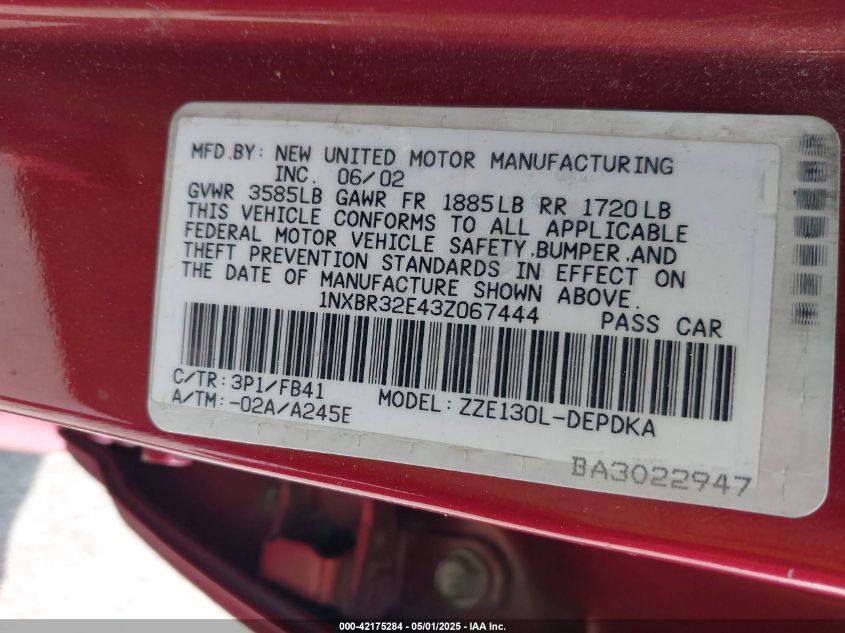 MFD.BY: NEW UNITED MOTOR MANUFACTURING
INC. 06/02
GVWR 3585LB GAWR FR 1885LB RR 1720LB
THIS VEHICLE CONFORMS TO ALL APPLICABLE
FEDERAL MOTOR VEHICLE SAFETY,BUMPER,AND
THEFT PREVENTION STANDARDS IN EFFECT ON
THE DATE OF MANUFACTURE SHOWN ABOVE.
1NXBR32E43Z067444 PASS CAR
C/TR: 3P1/FB41
A/TM:-02A/A245E MODEL: ZZE130L-DEPDKA
BA3022947
000-42175284 - 05/01/2025 - IAA Inc.